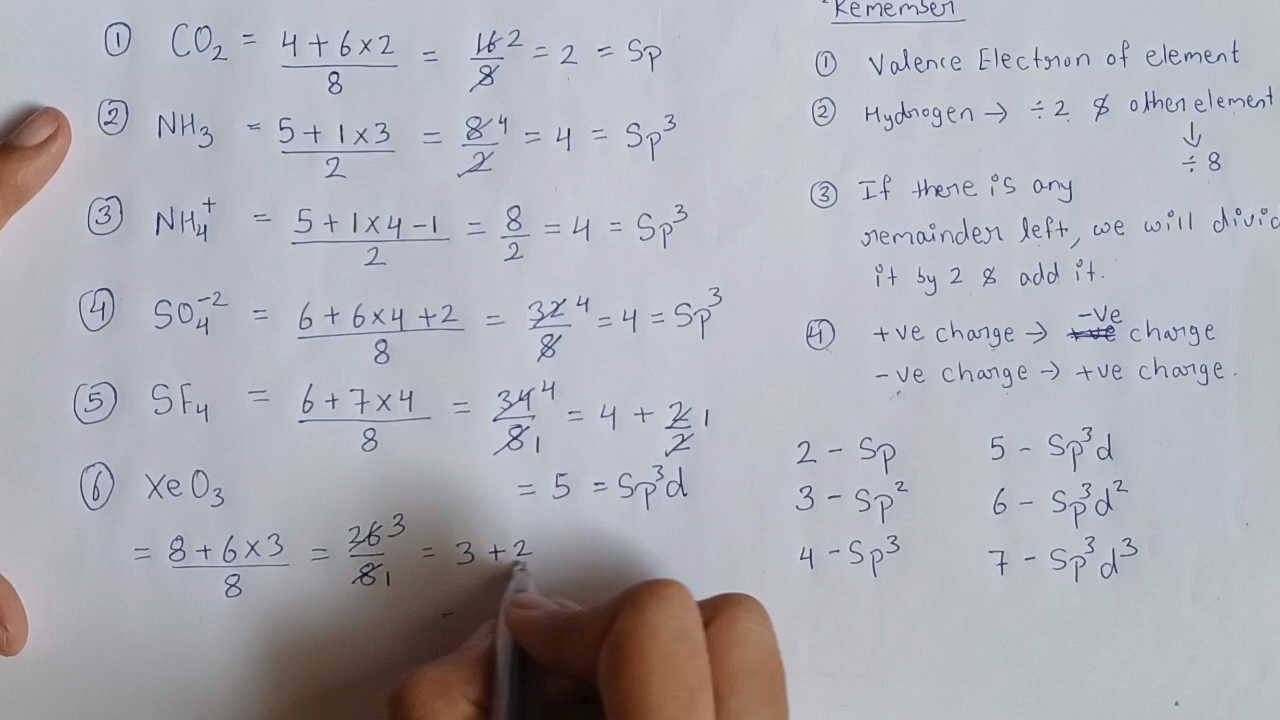 ① CO₂ = 4 + 6 × 2 / 8 = 16 2 / 8 = 2 = Sp
② NH₃ = 5 + 1 × 3 / 2 = 8 4 / 2 = 4 = Sp³
③ NH₄⁺ = 5 + 1 × 4 - 1 / 2 = 8 / 2 = 4 = Sp³
④ SO₄⁻² = 6 + 6 × 4 + 2 / 8 = 32 4 / 8 = 4 = Sp³
⑤ SF₄ = 6 + 7 × 4 / 8 = 34 4 / 8 1 = 4 + 2 / 2 1
= 5 = Sp³d
⑥ XeO₃
= 8 + 6 × 3 / 8 = 26 3 / 8 1 = 3 + 2
Remember
① Valence Electron of element
② Hydrogen → ÷ 2 & other element
↓
÷ 8
③ If there is any
remainder left, we will divid
it by 2 & add it.
④ +ve charge → -ve charge
-ve charge → +ve charge.
2 - Sp 5 - Sp³d
3 - Sp² 6 - Sp³d²
4 - Sp³ 7 - Sp³d³